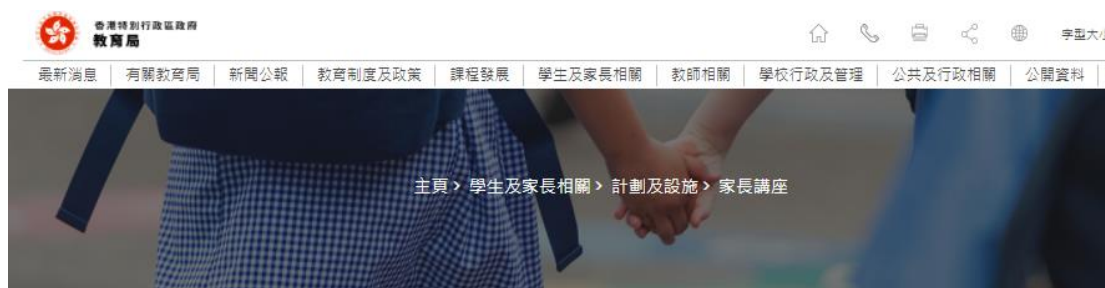 香港特別行政區政府
教育局
字型大小
最新消息 | 有關教育局 | 新聞公報 | 教育制度及政策 | 課程發展 | 學生及家長相關 | 教師相關 | 學校行政及管理 | 公共及行政相關 | 公開資料 |
主頁 › 學生及家長相關 › 計劃及設施 › 家長講座